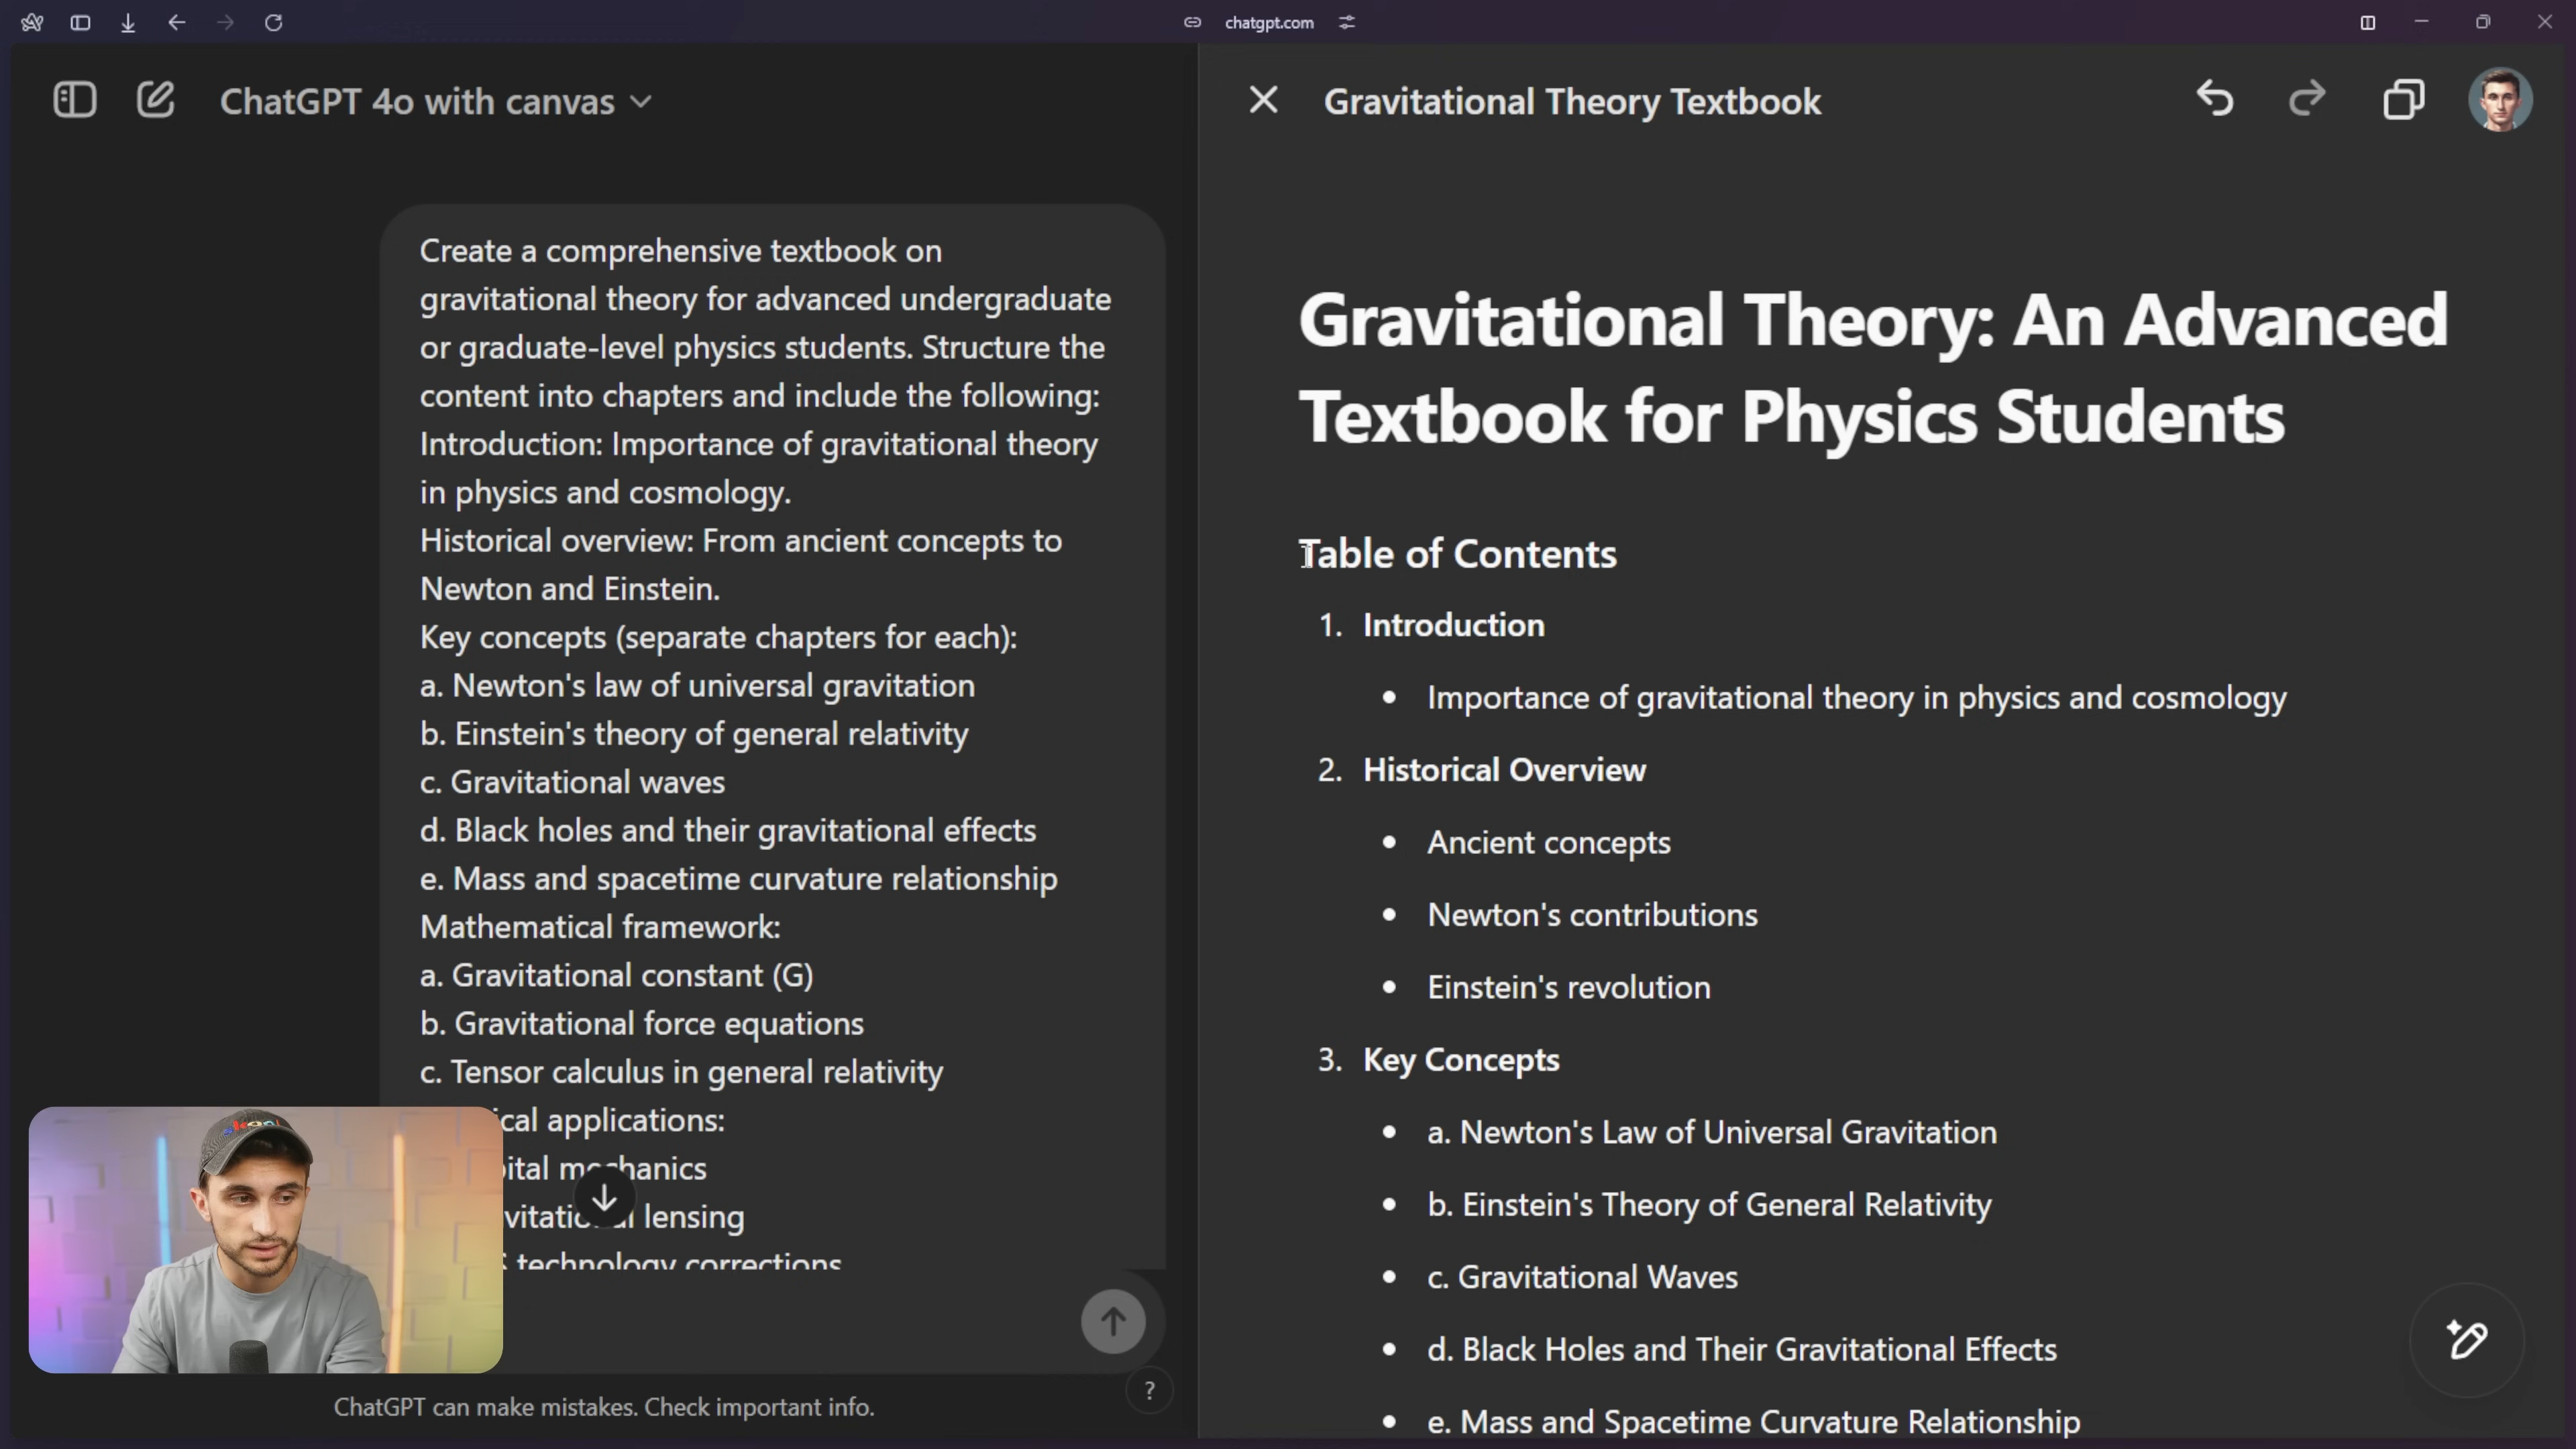 chatgpt.com
ChatGPT 4o with canvas
Create a comprehensive textbook on
gravitational theory for advanced undergraduate
or graduate-level physics students. Structure the
content into chapters and include the following:
Introduction: Importance of gravitational theory
in physics and cosmology.
Historical overview: From ancient concepts to
Newton and Einstein.
Key concepts (separate chapters for each):
a. Newton's law of universal gravitation
b. Einstein's theory of general relativity
c. Gravitational waves
d. Black holes and their gravitational effects
e. Mass and spacetime curvature relationship
Mathematical framework:
a. Gravitational constant (G)
b. Gravitational force equations
c. Tensor calculus in general relativity
ical applications:
ital mechanics
lensing
technology corrections
ChatGPT can make mistakes. Check important info.
?
Gravitational Theory Textbook
Gravitational Theory: An Advanced
Textbook for Physics Students
Table of Contents
1. Introduction
• Importance of gravitational theory in physics and cosmology
2. Historical Overview
• Ancient concepts
• Newton's contributions
• Einstein's revolution
3. Key Concepts
• a. Newton's Law of Universal Gravitation
• b. Einstein's Theory of General Relativity
• c. Gravitational Waves
• d. Black Holes and Their Gravitational Effects
• e. Mass and Spacetime Curvature Relationship